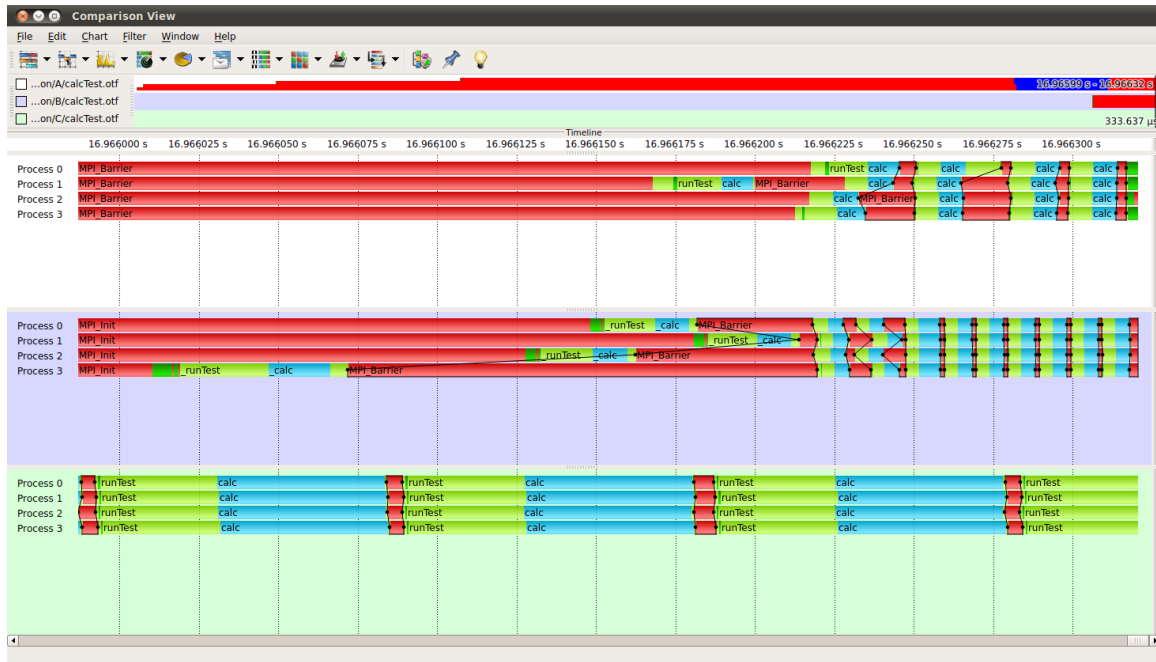 Comparison View
File Edit Chart Filter Window Help
...on/A/calcTest.otf 16.96599 s - 16.96632 s
...on/B/calcTest.otf
...on/C/calcTest.otf 333.637 µs
Timeline
16.966000 s 16.966025 s 16.966050 s 16.966075 s 16.966100 s 16.966125 s 16.966150 s 16.966175 s 16.966200 s 16.966225 s 16.966250 s 16.966275 s 16.966300 s
Process 0 MPI_Barrier runTest calc calc calc calc
Process 1 MPI_Barrier runTest calc MPI_Barrier calc calc calc calc
Process 2 MPI_Barrier calc MPI_Barrier calc calc calc
Process 3 MPI_Barrier calc calc calc calc
Process 0 MPI_Init _runTest _calc MPI_Barrier
Process 1 MPI_Init _runTest _calc
Process 2 MPI_Init _runTest _calc MPI_Barrier
Process 3 MPI_Init _runTest _calc MPI_Barrier
Process 0 runTest calc runTest calc runTest calc runTest
Process 1 runTest calc runTest calc runTest calc runTest
Process 2 runTest calc runTest calc runTest calc runTest
Process 3 runTest calc runTest calc runTest calc runTest